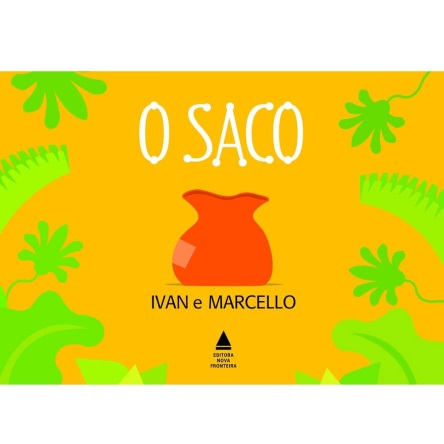 O SACO
IVAN e MARCELLO
EDITORA
NOVA
FRONTEIRA